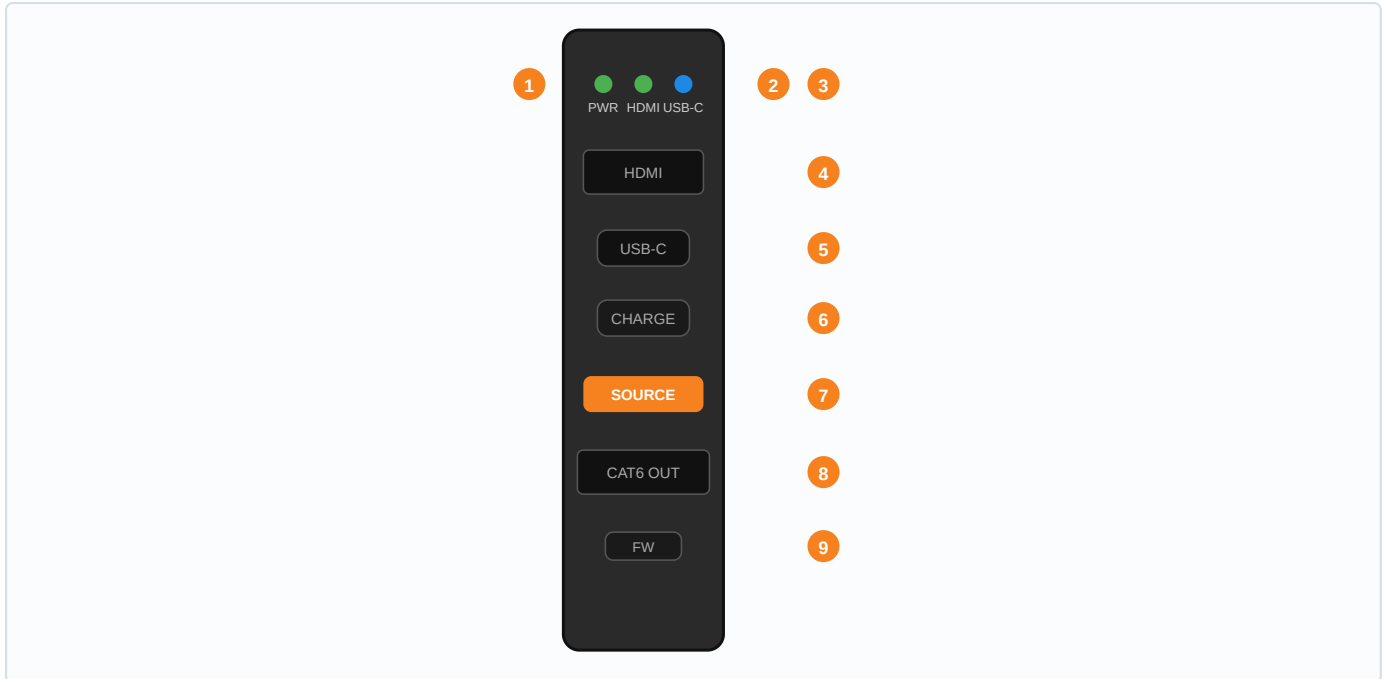 1 2 3
PWR HDMI USB-C
HDMI 4
USB-C 5
CHARGE 6
SOURCE 7
CAT6 OUT 8
FW 9